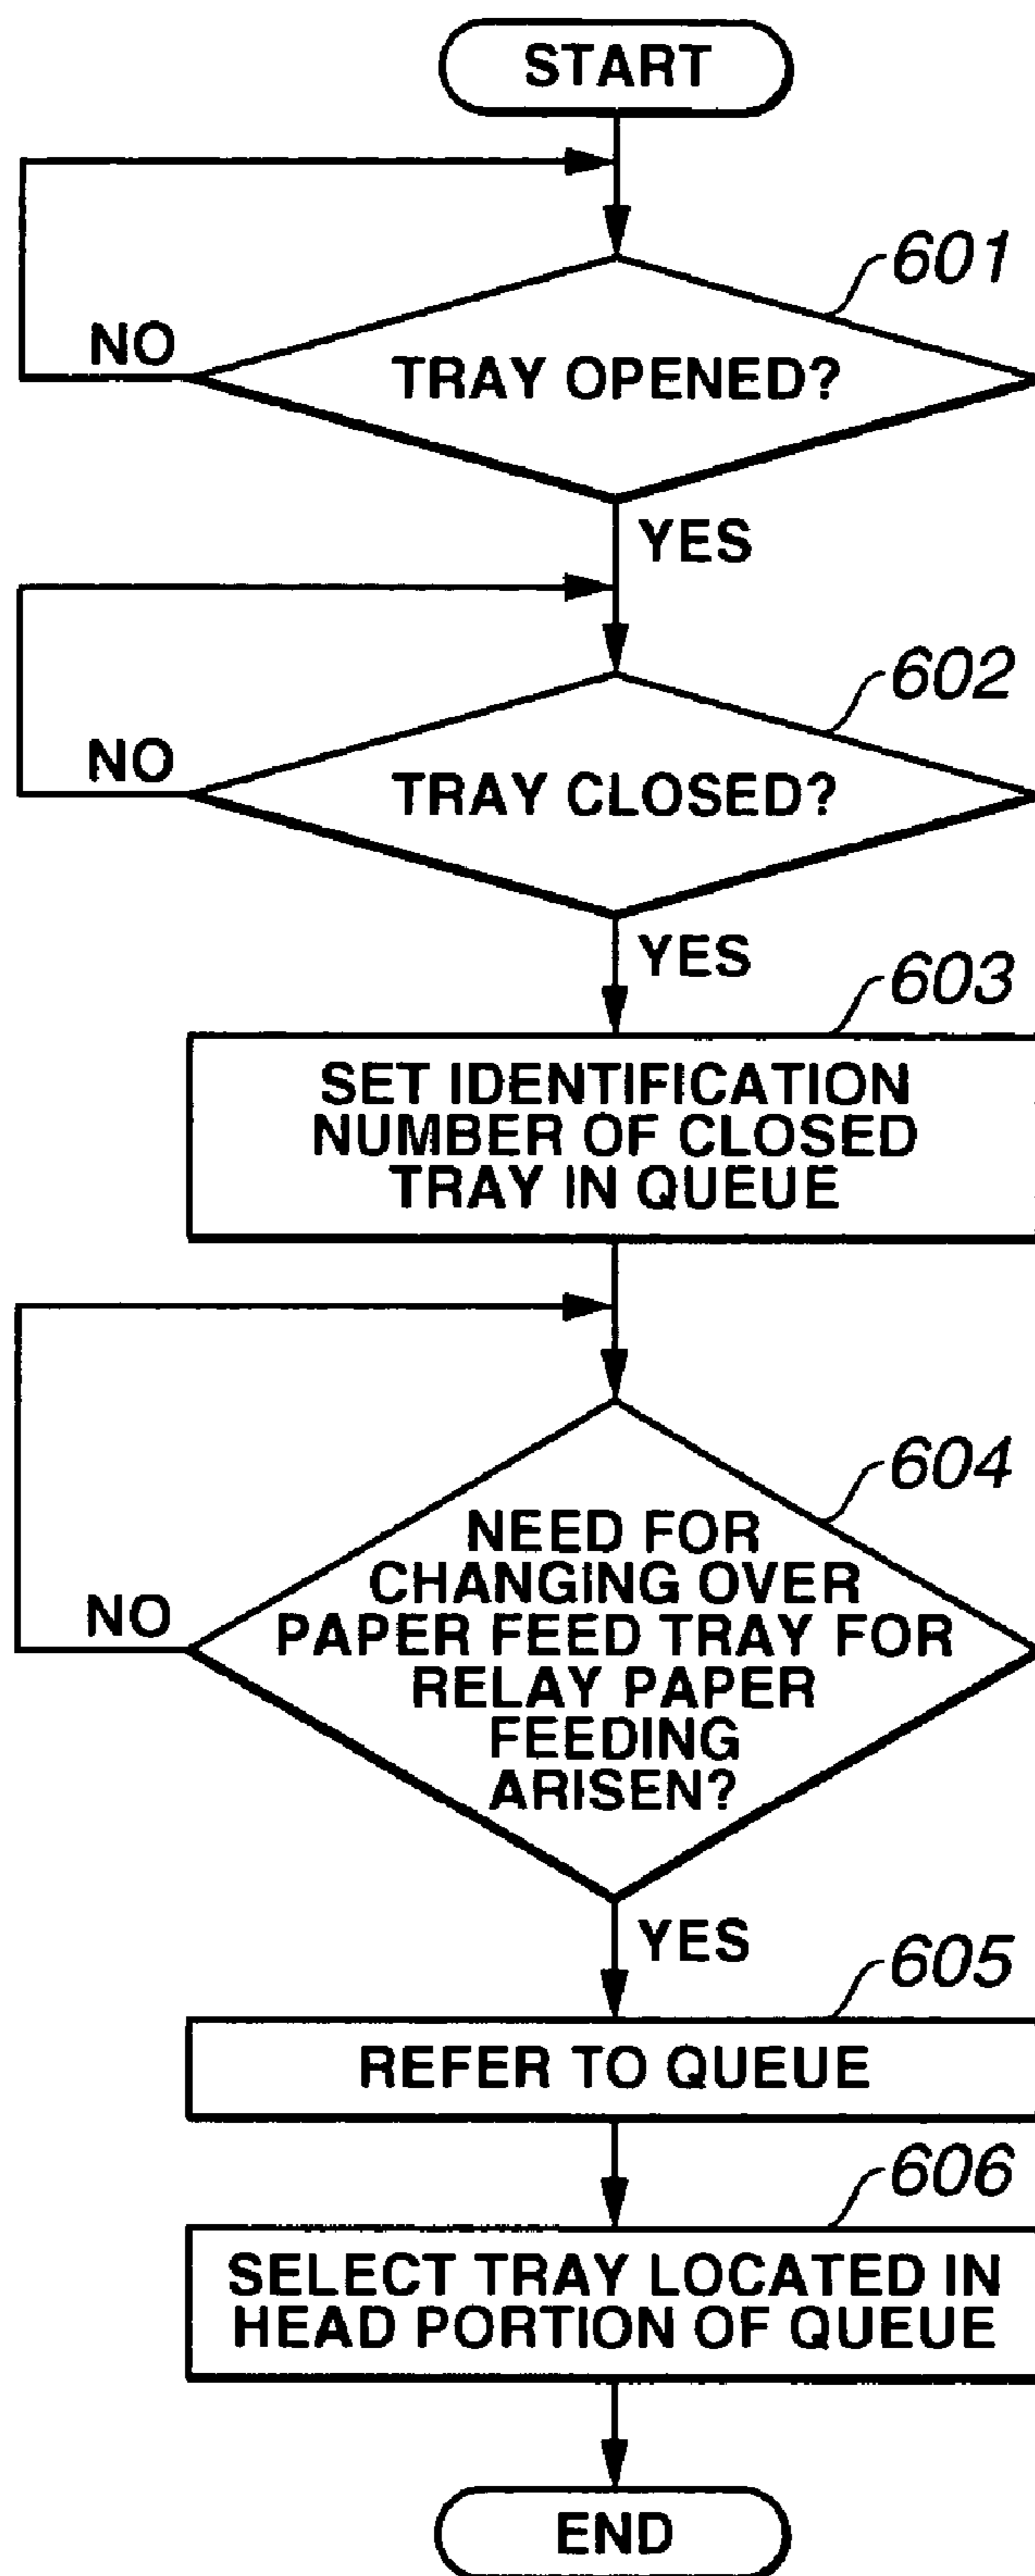 START
601
NO
TRAY OPENED?
YES
602
NO
TRAY CLOSED?
YES
603
SET IDENTIFICATION
NUMBER OF CLOSED
TRAY IN QUEUE
604
NEED FOR
CHANGING OVER
NO
PAPER FEED TRAY FOR
RELAY PAPER
FEEDING
ARISEN?
YES
605
REFER TO QUEUE
606
SELECT TRAY LOCATED IN
HEAD PORTION OF QUEUE
END